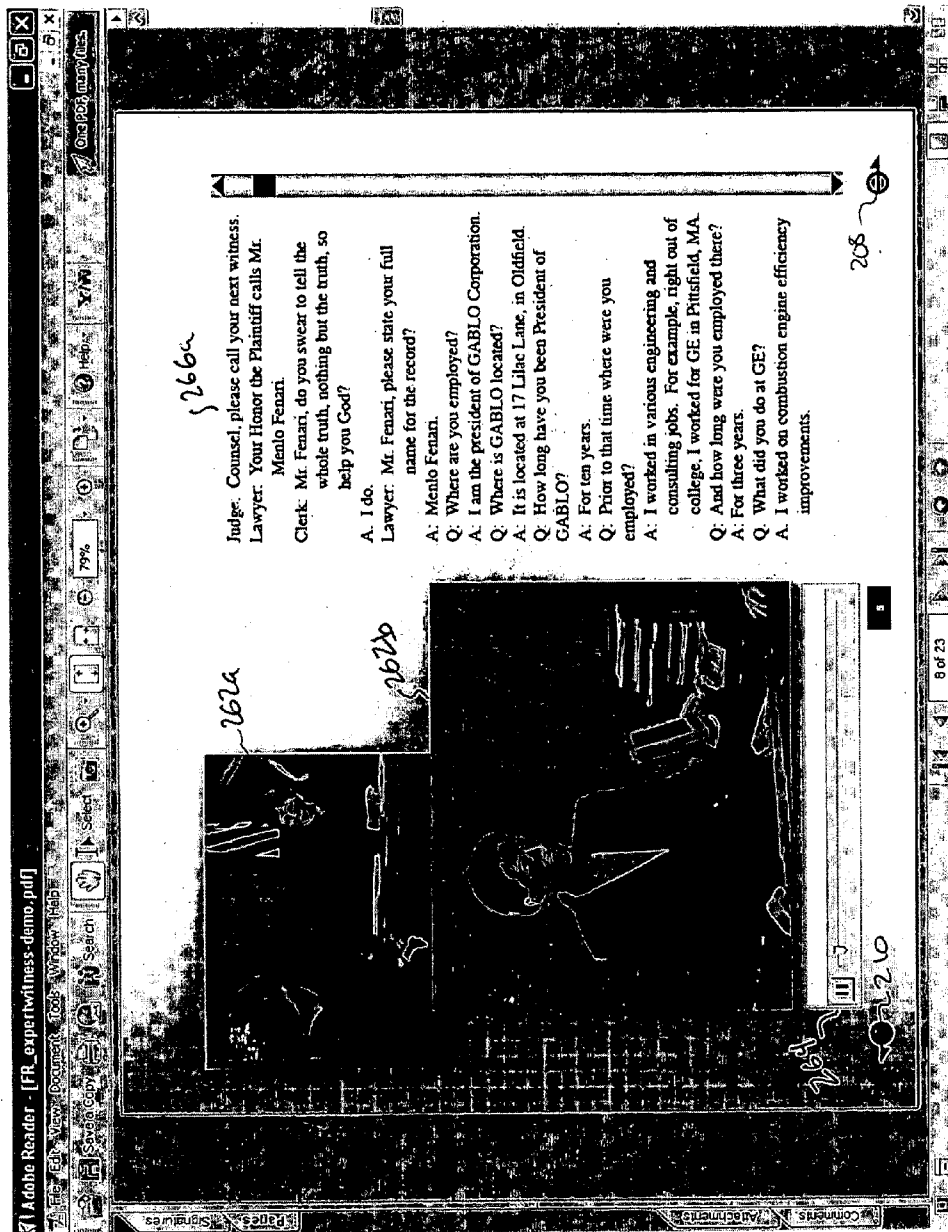 Adobe Reader - [FR_expertwitness-demo.pdf]
File Edit View Document Tools Window Help
Save a Copy Search Select 79% Help Y! One PDF, many files.
Signatures
Pages
Attachments
Comments
262a
262b
264
210
266a
Judge: Counsel, please call your next witness.
Lawyer: Your Honor the Plaintiff calls Mr.
Menlo Fenari.
Clerk: Mr. Fenari, do you swear to tell the
whole truth, nothing but the truth, so
help you God?
A. I do.
Lawyer: Mr. Fenari, please state your full
name for the record?
A: Menlo Fenari.
Q: Where are you employed?
A: I am the president of GABLO Corporation.
Q: Where is GABLO located?
A: It is located at 17 Lilac Lane, in Oldfield.
Q: How long have you been President of
GABLO?
A: For ten years.
Q: Prior to that time where were you
employed?
A: I worked in various engineering and
consulting jobs. For example, right out of
college, I worked for GE in Pittsfield, MA.
Q: And how long were you employed there?
A: For three years.
Q. What did you do at GE?
A. I worked on combustion engine efficiency
improvements.
208
8 of 23